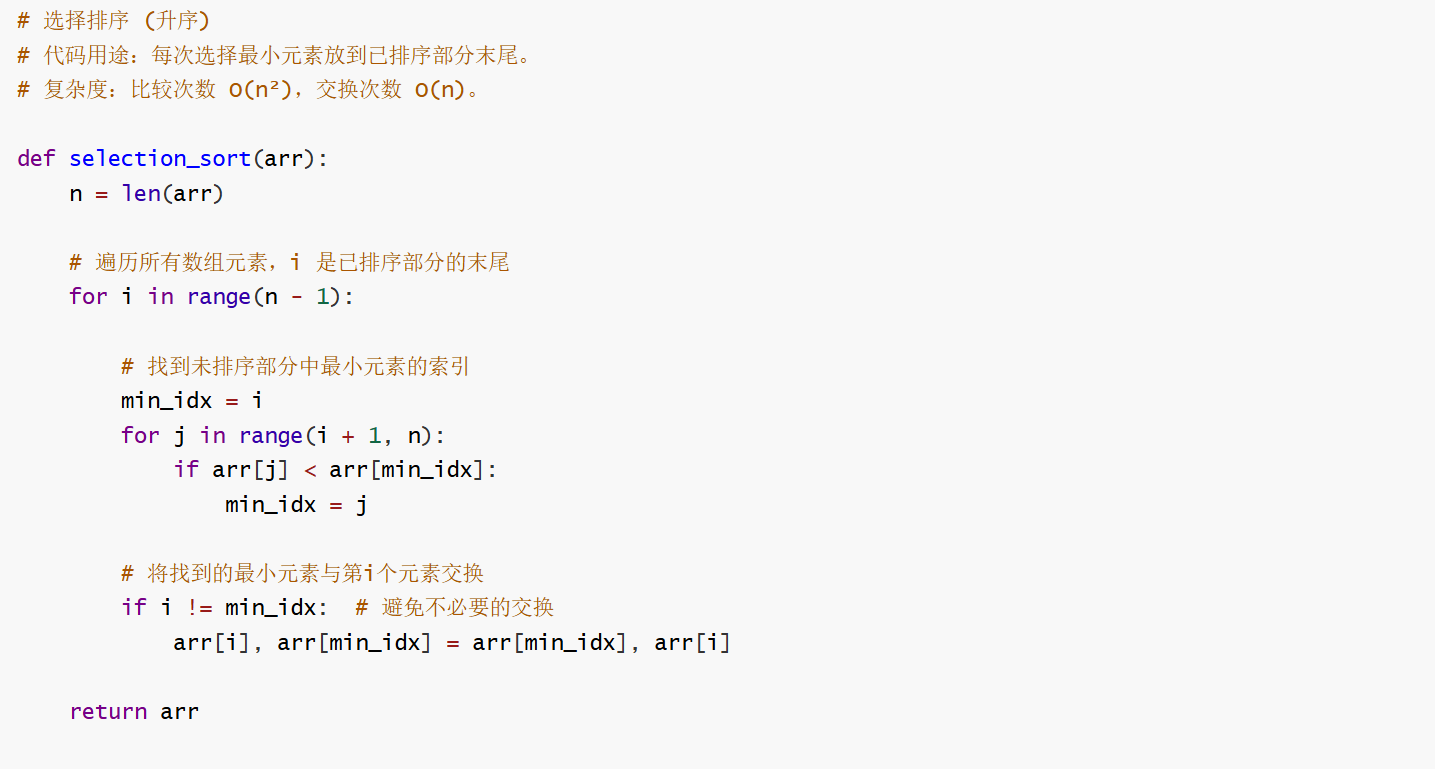 # 选择排序 (升序)
# 代码用途：每次选择最小元素放到已排序部分末尾。
# 复杂度：比较次数 O(n²)，交换次数 O(n)。
def selection_sort(arr):
    n = len(arr)
    # 遍历所有数组元素，i 是已排序部分的末尾
    for i in range(n - 1):
        # 找到未排序部分中最小元素的索引
        min_idx = i
        for j in range(i + 1, n):
            if arr[j] < arr[min_idx]:
                min_idx = j
        # 将找到的最小元素与第i个元素交换
        if i != min_idx:  # 避免不必要的交换
            arr[i], arr[min_idx] = arr[min_idx], arr[i]
    return arr